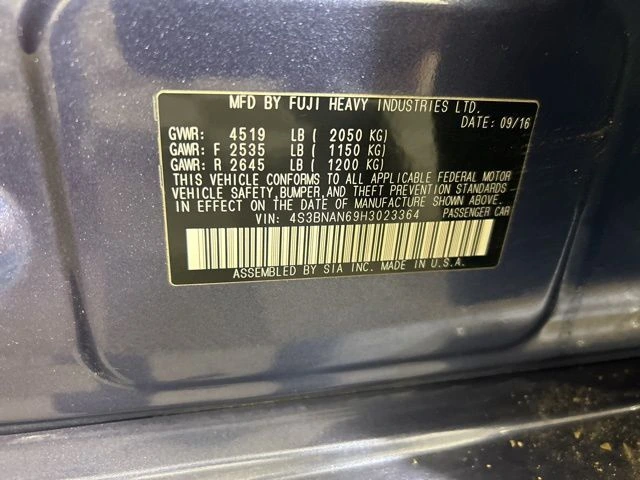 MFD BY FUJI HEAVY INDUSTRIES LTD.
DATE: 09/16
GVWR: 4519 LB ( 2050 KG)
GAWR: F 2535 LB ( 1150 KG)
GAWR: R 2645 LB ( 1200 KG)
THIS VEHICLE CONFORMS TO ALL APPLICABLE FEDERAL MOTOR
VEHICLE SAFETY, BUMPER, AND THEFT PREVENTION STANDARDS
IN EFFECT ON THE DATE OF MANUFACTURE SHOWN ABOVE.
VIN: 4S3BNAN69H3023364 PASSENGER CAR
ASSEMBLED BY SIA INC. MADE IN U.S.A.